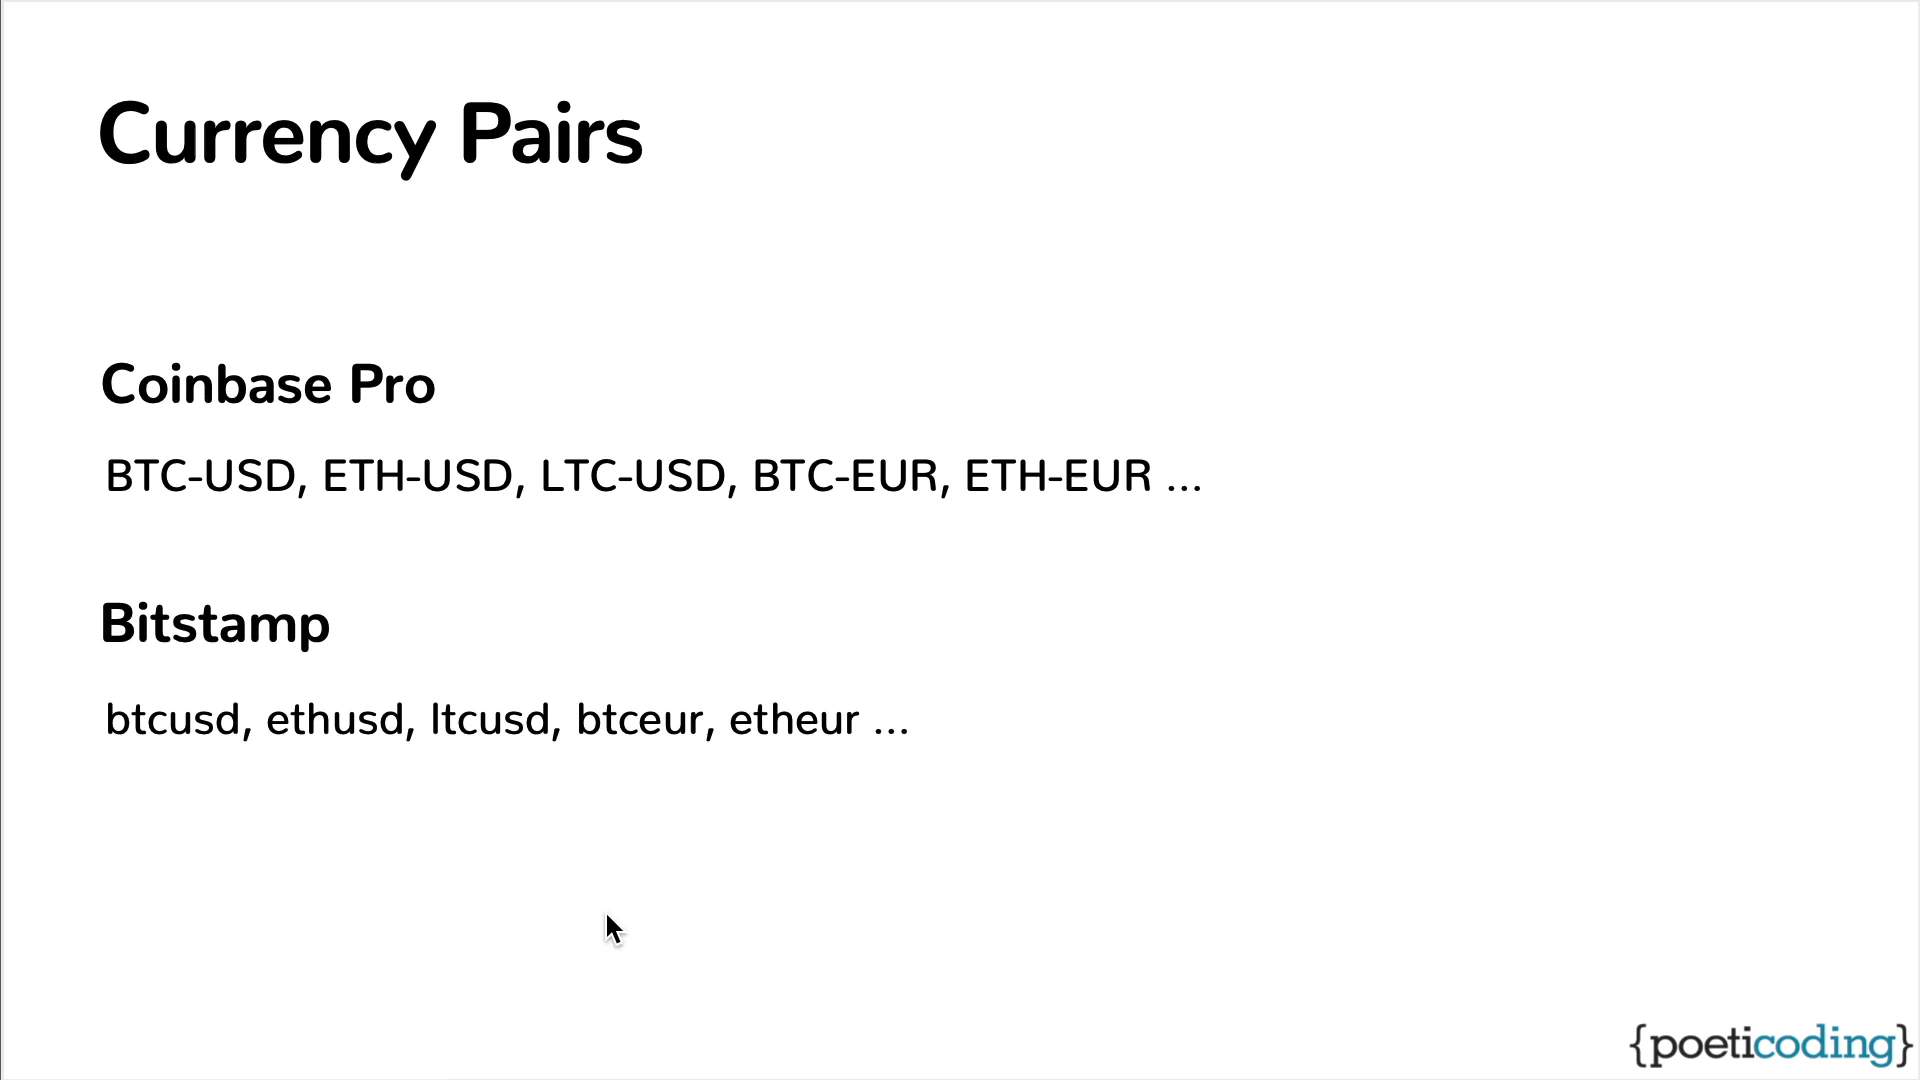 Currency Pairs
Coinbase Pro
BTC-USD, ETH-USD, LTC-USD, BTC-EUR, ETH-EUR ...
Bitstamp
btcusd, ethusd, ltcusd, btceur, etheur ...
{poeticoding}